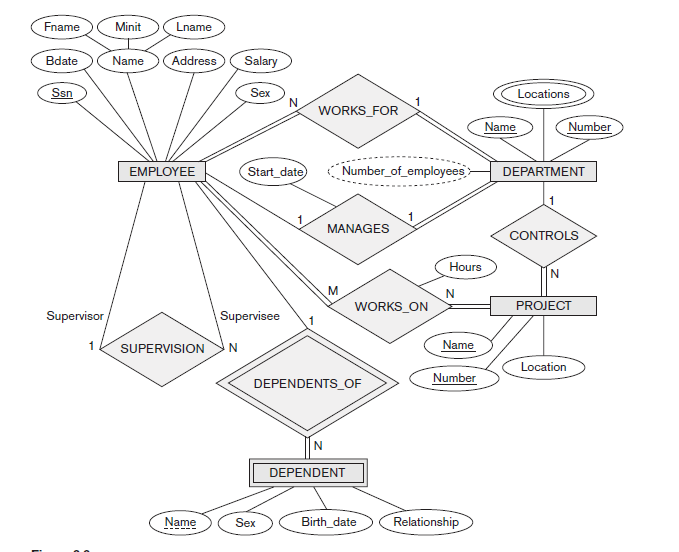 Fname
Minit
Lname
Bdate
Name
Address
Salary
Ssn
Sex
N
WORKS_FOR
1
Locations
Name
Number
EMPLOYEE
Start_date
Number_of_employees
DEPARTMENT
1
MANAGES
1
1
CONTROLS
N
Hours
M
WORKS_ON
N
PROJECT
Supervisor
Supervisee
1
SUPERVISION
N
1
Name
Number
Location
DEPENDENTS_OF
N
DEPENDENT
Name
Sex
Birth_date
Relationship